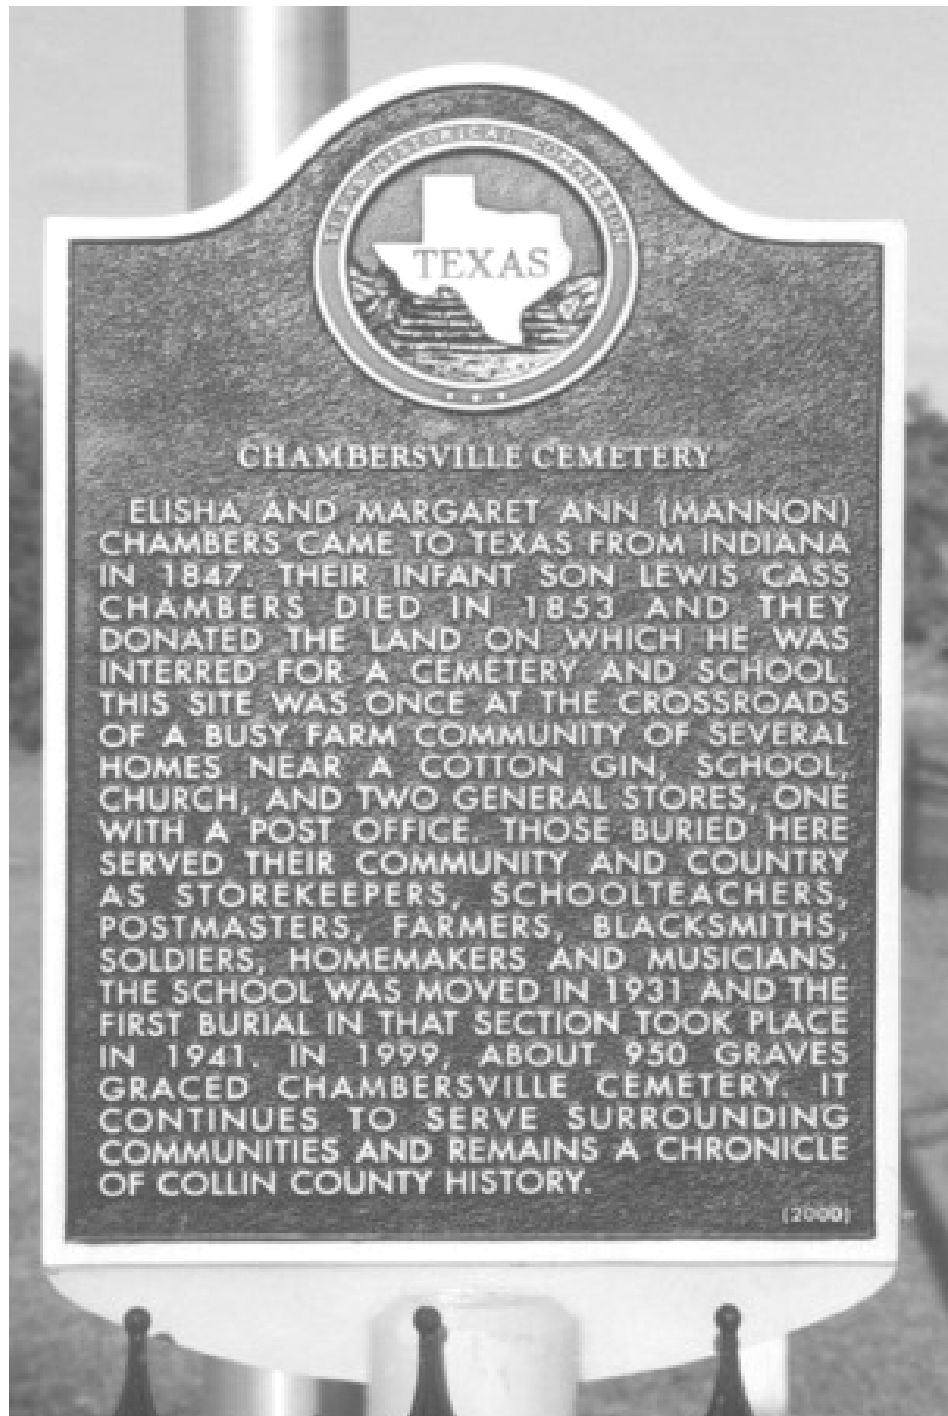 TEXAS HISTORICAL COMMISSION
TEXAS
CHAMBERSVILLE CEMETERY
ELISHA AND MARGARET ANN (MANNON)
CHAMBERS CAME TO TEXAS FROM INDIANA
IN 1847. THEIR INFANT SON LEWIS CASS
CHAMBERS DIED IN 1853 AND THEY
DONATED THE LAND ON WHICH HE WAS
INTERRED FOR A CEMETERY AND SCHOOL.
THIS SITE WAS ONCE AT THE CROSSROADS
OF A BUSY FARM COMMUNITY OF SEVERAL
HOMES NEAR A COTTON GIN, SCHOOL,
CHURCH, AND TWO GENERAL STORES, ONE
WITH A POST OFFICE. THOSE BURIED HERE
SERVED THEIR COMMUNITY AND COUNTRY
AS STOREKEEPERS, SCHOOLTEACHERS,
POSTMASTERS, FARMERS, BLACKSMITHS,
SOLDIERS, HOMEMAKERS AND MUSICIANS.
THE SCHOOL WAS MOVED IN 1931 AND THE
FIRST BURIAL IN THAT SECTION TOOK PLACE
IN 1941. IN 1999, ABOUT 950 GRAVES
GRACED CHAMBERSVILLE CEMETERY. IT
CONTINUES TO SERVE SURROUNDING
COMMUNITIES AND REMAINS A CHRONICLE
OF COLLIN COUNTY HISTORY.
(2000)